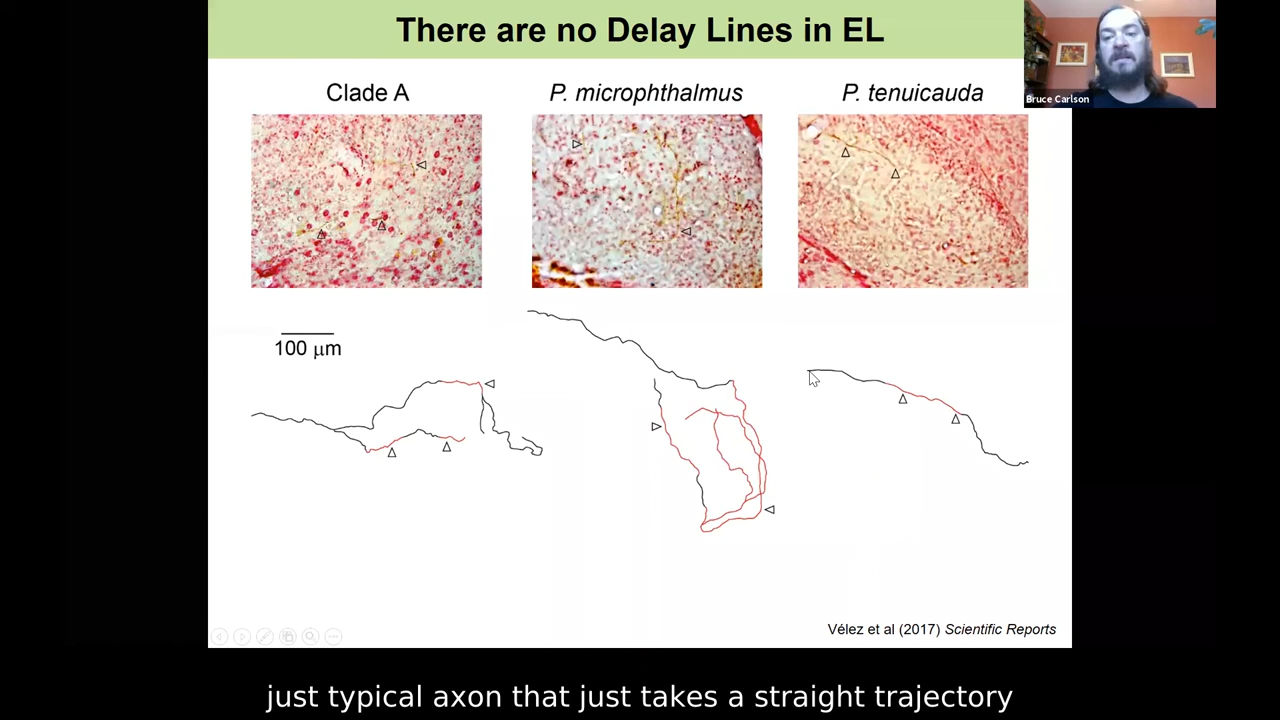 There are no Delay Lines in EL
Bruce Carlson
Clade A
P. microphthalmus
P. tenuicauda
100 μm
Vélez et al (2017) Scientific Reports
just typical axon that just takes a straight trajectory